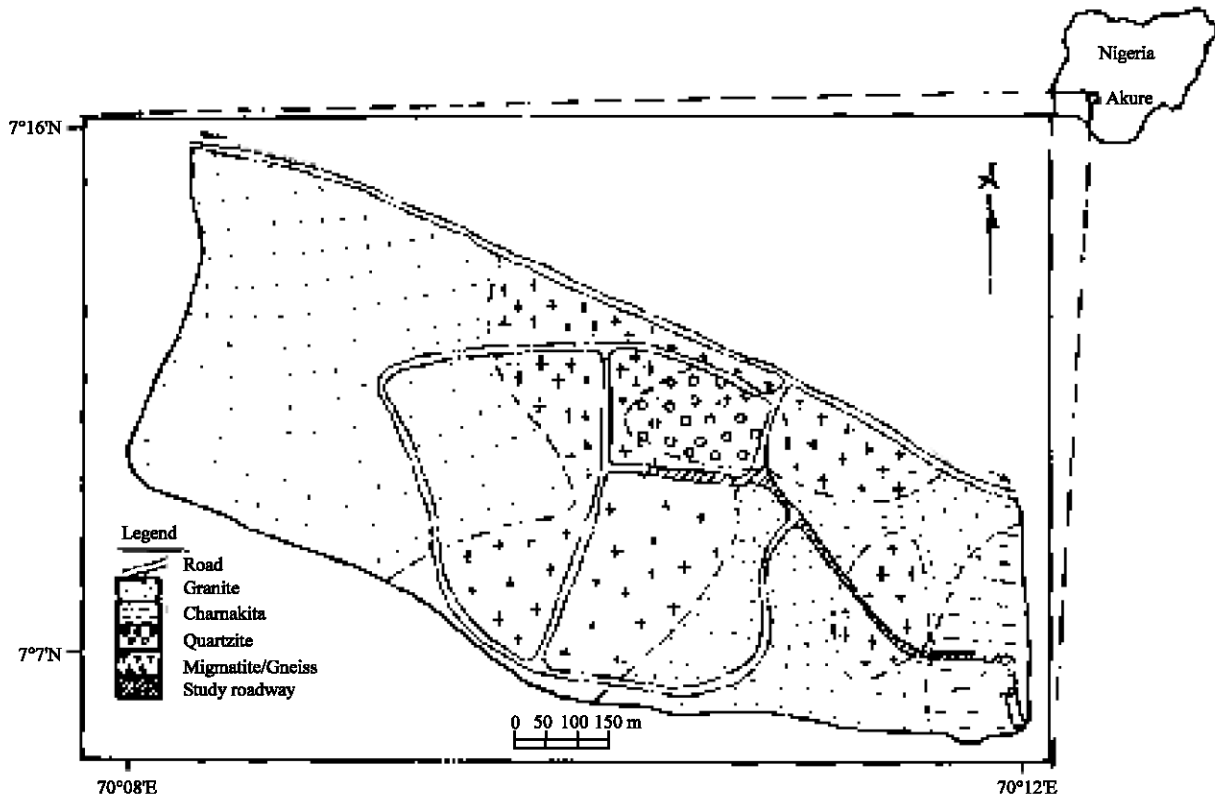 Nigeria
Akure
7°16'N
Legend
Road
Granite
Charnakita
Quartzite
Migmatite/Gneiss
Study roadway
7°7'N
0 50 100 150 m
70°08'E
70°12'E